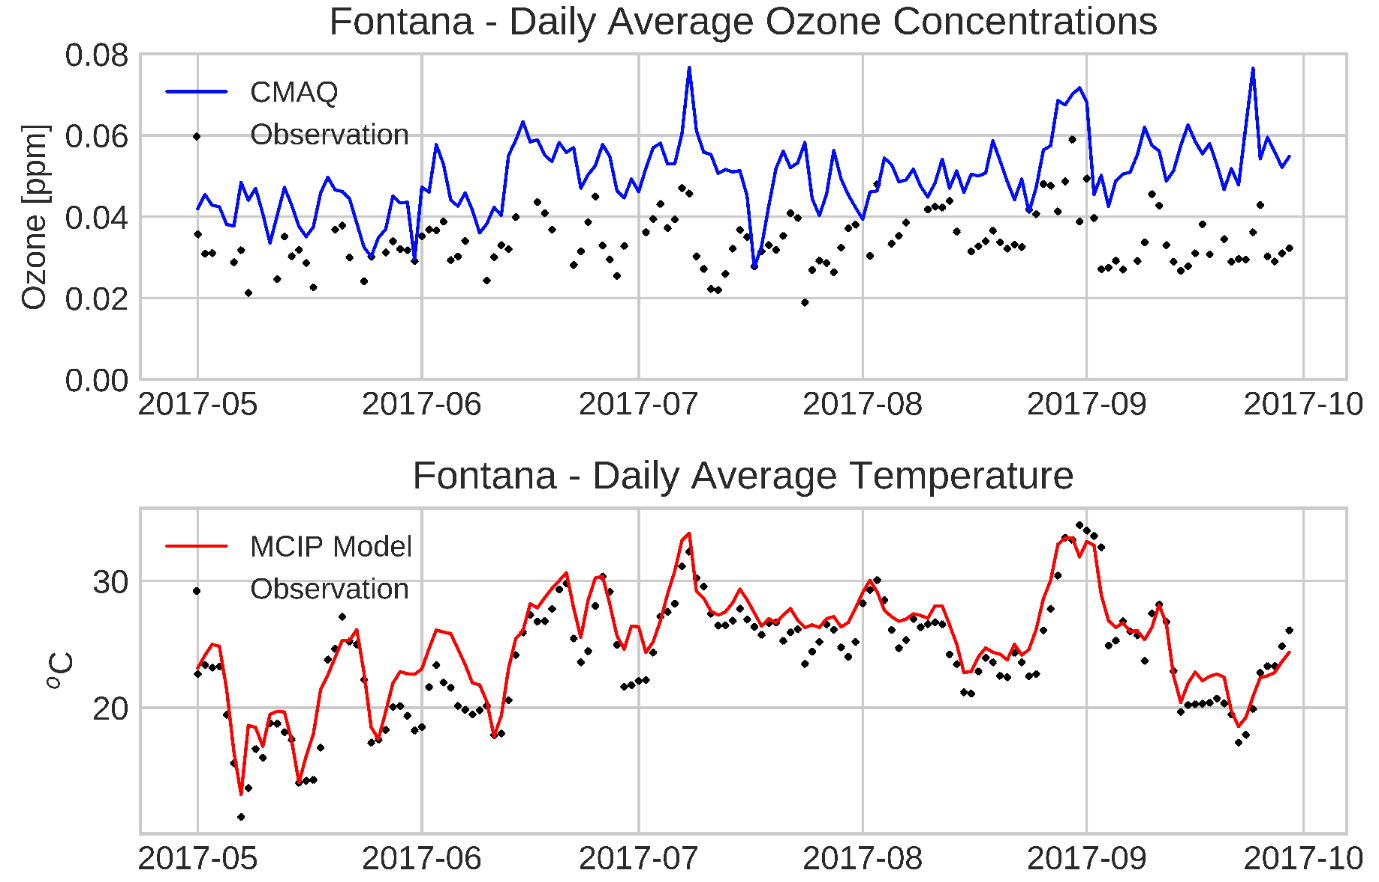 Fontana - Daily Average Ozone Concentrations
0.08
0.06
0.04
0.02
0.00
Ozone [ppm]
CMAQ
Observation
2017-05 2017-06 2017-07 2017-08 2017-09 2017-10
Fontana - Daily Average Temperature
30
20
°C
MCIP Model
Observation
2017-05 2017-06 2017-07 2017-08 2017-09 2017-10